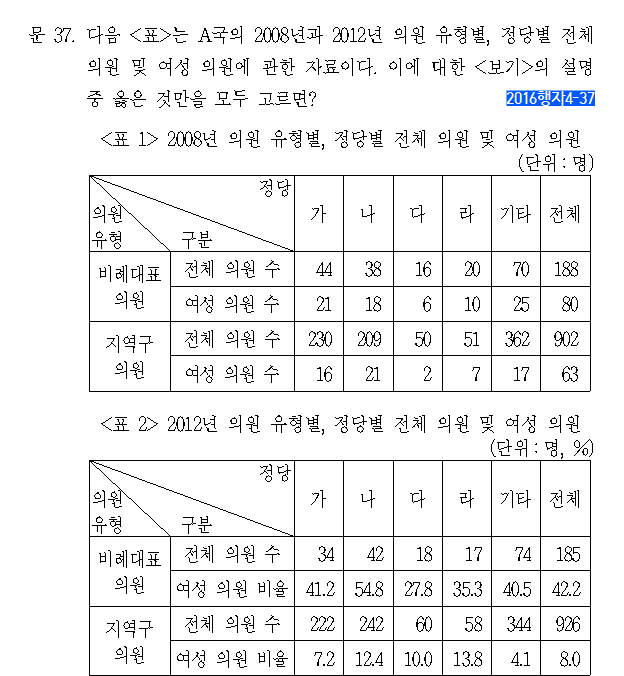 문 37. 다음 <표>는 A국의 2008년과 2012년 의원 유형별, 정당별 전체
의원 및 여성 의원에 관한 자료이다. 이에 대한 <보기>의 설명
중 옳은 것만을 모두 고르면?
2016행자4-37
<표 1> 2008년 의원 유형별, 정당별 전체 의원 및 여성 의원
(단위 : 명)
정당
의원
유형
구분
가 나 다 라 기타 전체
비례대표
의원
전체 의원 수 44 38 16 20 70 188
여성 의원 수 21 18 6 10 25 80
지역구
의원
전체 의원 수 230 209 50 51 362 902
여성 의원 수 16 21 2 7 17 63
<표 2> 2012년 의원 유형별, 정당별 전체 의원 및 여성 의원
(단위 : 명, %)
정당
의원
유형
구분
가 나 다 라 기타 전체
비례대표
의원
전체 의원 수 34 42 18 17 74 185
여성 의원 비율 41.2 54.8 27.8 35.3 40.5 42.2
지역구
의원
전체 의원 수 222 242 60 58 344 926
여성 의원 비율 7.2 12.4 10.0 13.8 4.1 8.0